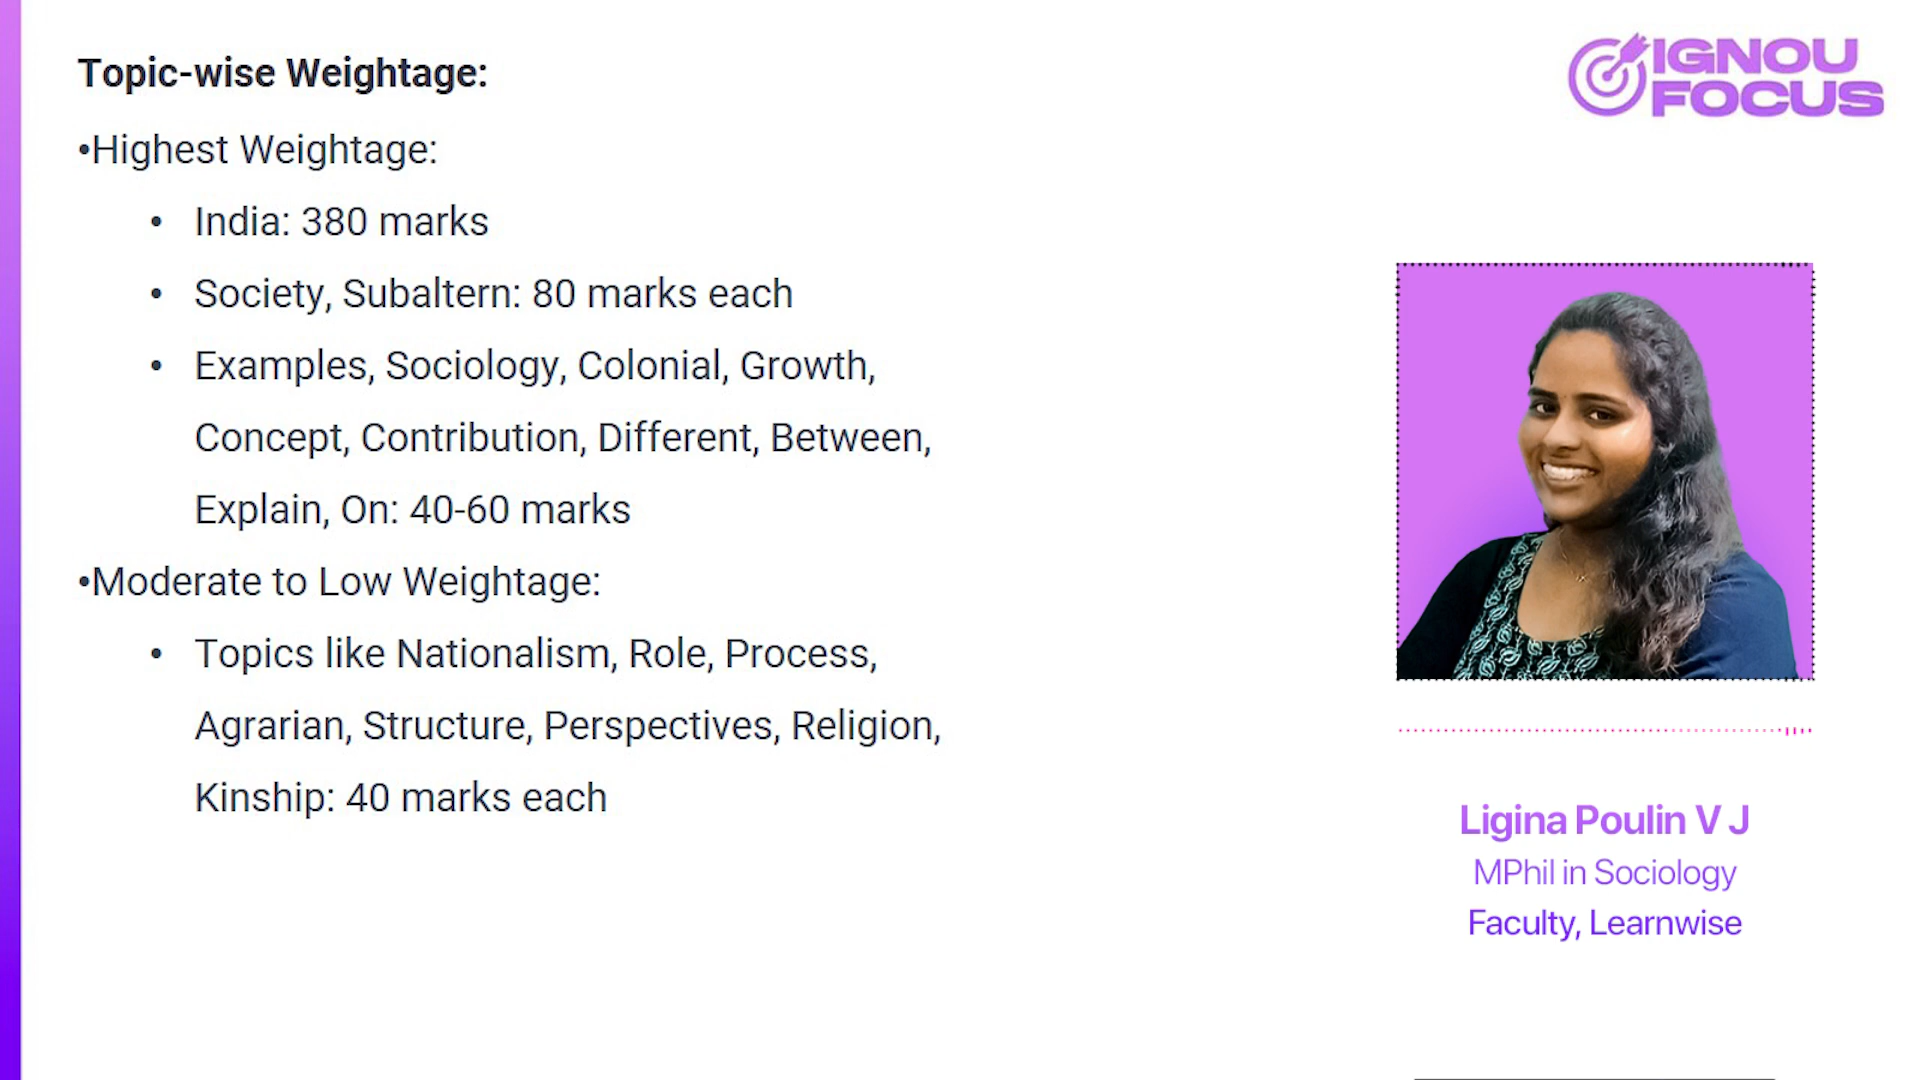 Topic-wise Weightage:
•Highest Weightage:
• India: 380 marks
• Society, Subaltern: 80 marks each
• Examples, Sociology, Colonial, Growth,
Concept, Contribution, Different, Between,
Explain, On: 40-60 marks
•Moderate to Low Weightage:
• Topics like Nationalism, Role, Process,
Agrarian, Structure, Perspectives, Religion,
Kinship: 40 marks each
IGNOU
FOCUS
Ligina Poulin V J
MPhil in Sociology
Faculty, Learnwise